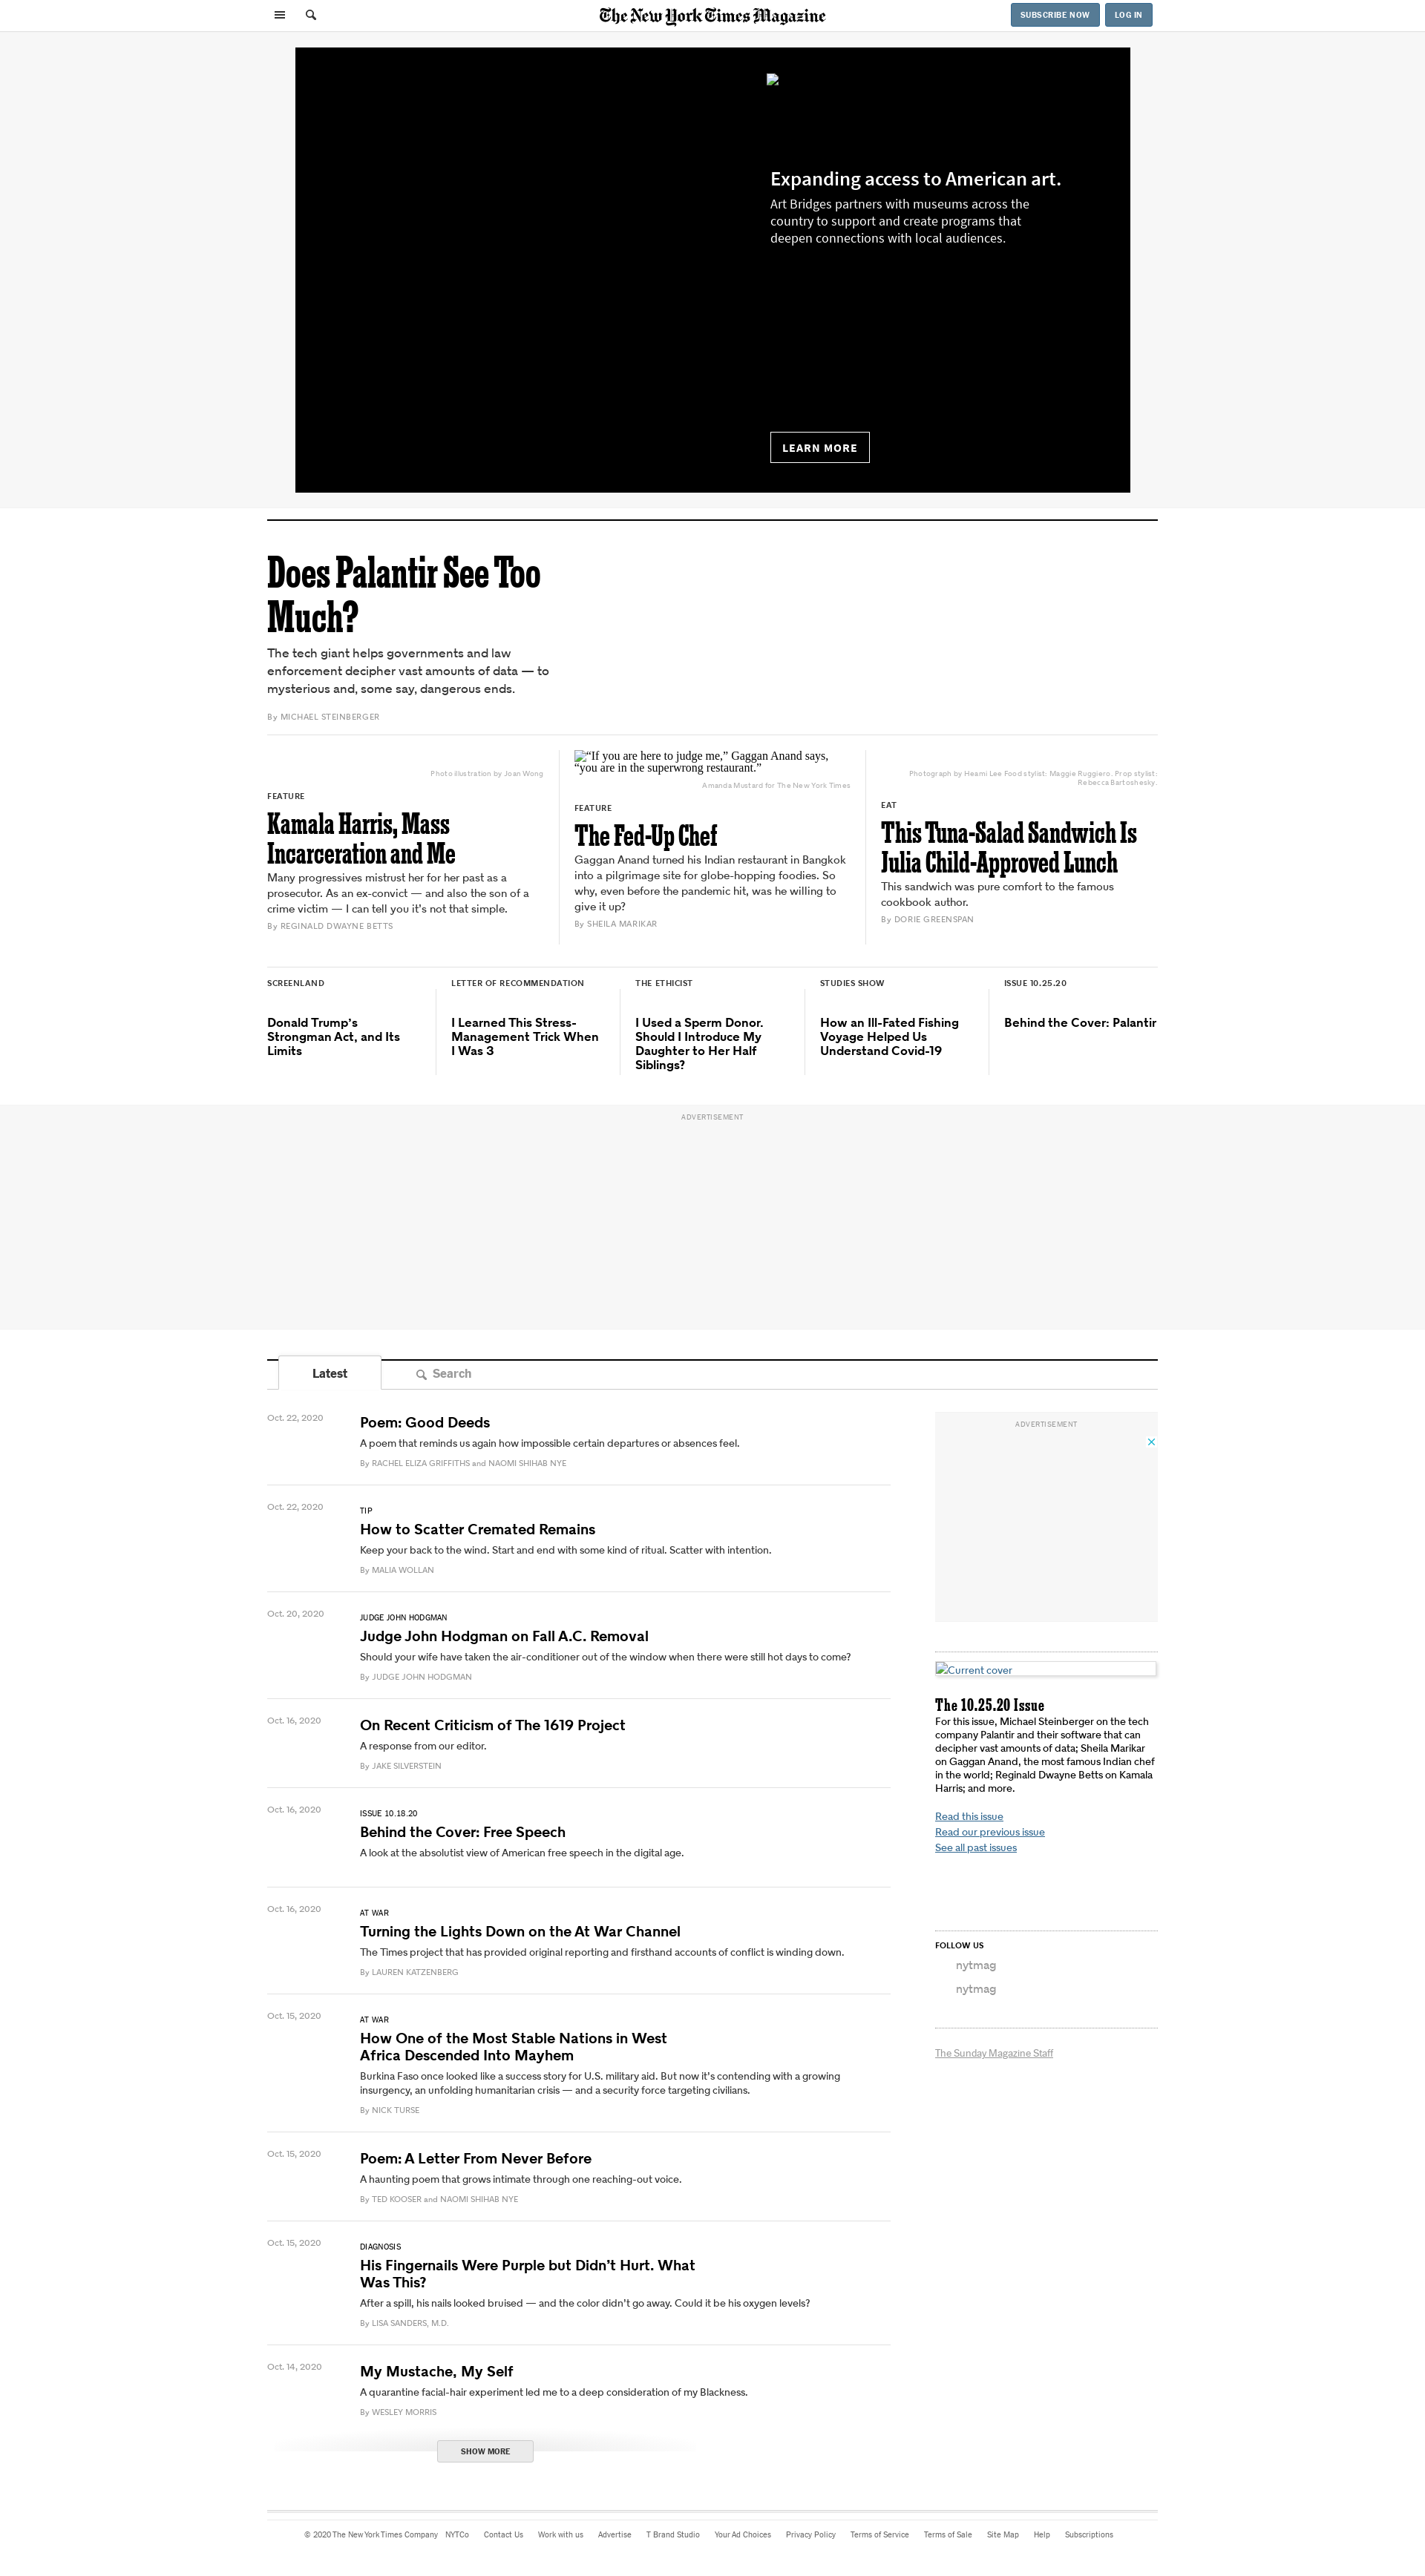 The New York Times Magazine
SUBSCRIBE NOW
LOG IN
Expanding access to American art.
Art Bridges partners with museums across the
country to support and create programs that
deepen connections with local audiences.
LEARN MORE
Does Palantir See Too
Much?
The tech giant helps governments and law
enforcement decipher vast amounts of data — to
mysterious and, some say, dangerous ends.
By MICHAEL STEINBERGER
Photo illustration by Joan Wong
FEATURE
Kamala Harris, Mass
Incarceration and Me
Many progressives mistrust her for her past as a
prosecutor. As an ex-convict — and also the son of a
crime victim — I can tell you it’s not that simple.
By REGINALD DWAYNE BETTS
“If you are here to judge me,” Gaggan Anand says,
“you are in the superwrong restaurant.”
Amanda Mustard for The New York Times
FEATURE
The Fed-Up Chef
Gaggan Anand turned his Indian restaurant in Bangkok
into a pilgrimage site for globe-hopping foodies. So
why, even before the pandemic hit, was he willing to
give it up?
By SHEILA MARIKAR
Photograph by Heami Lee Food stylist: Maggie Ruggiero. Prop stylist:
Rebecca Bartoshesky.
EAT
This Tuna-Salad Sandwich Is
Julia Child-Approved Lunch
This sandwich was pure comfort to the famous
cookbook author.
By DORIE GREENSPAN
SCREENLAND
Donald Trump’s
Strongman Act, and Its
Limits
LETTER OF RECOMMENDATION
I Learned This Stress-
Management Trick When
I Was 3
THE ETHICIST
I Used a Sperm Donor.
Should I Introduce My
Daughter to Her Half
Siblings?
STUDIES SHOW
How an Ill-Fated Fishing
Voyage Helped Us
Understand Covid-19
ISSUE 10.25.20
Behind the Cover: Palantir
ADVERTISEMENT
Latest
Search
Oct. 22, 2020
Poem: Good Deeds
A poem that reminds us again how impossible certain departures or absences feel.
By RACHEL ELIZA GRIFFITHS and NAOMI SHIHAB NYE
Oct. 22, 2020
TIP
How to Scatter Cremated Remains
Keep your back to the wind. Start and end with some kind of ritual. Scatter with intention.
By MALIA WOLLAN
Oct. 20, 2020
JUDGE JOHN HODGMAN
Judge John Hodgman on Fall A.C. Removal
Should your wife have taken the air-conditioner out of the window when there were still hot days to come?
By JUDGE JOHN HODGMAN
Oct. 16, 2020
On Recent Criticism of The 1619 Project
A response from our editor.
By JAKE SILVERSTEIN
Oct. 16, 2020
ISSUE 10.18.20
Behind the Cover: Free Speech
A look at the absolutist view of American free speech in the digital age.
Oct. 16, 2020
AT WAR
Turning the Lights Down on the At War Channel
The Times project that has provided original reporting and firsthand accounts of conflict is winding down.
By LAUREN KATZENBERG
Oct. 15, 2020
AT WAR
How One of the Most Stable Nations in West
Africa Descended Into Mayhem
Burkina Faso once looked like a success story for U.S. military aid. But now it’s contending with a growing
insurgency, an unfolding humanitarian crisis — and a security force targeting civilians.
By NICK TURSE
Oct. 15, 2020
Poem: A Letter From Never Before
A haunting poem that grows intimate through one reaching-out voice.
By TED KOOSER and NAOMI SHIHAB NYE
Oct. 15, 2020
DIAGNOSIS
His Fingernails Were Purple but Didn’t Hurt. What
Was This?
After a spill, his nails looked bruised — and the color didn’t go away. Could it be his oxygen levels?
By LISA SANDERS, M.D.
Oct. 14, 2020
My Mustache, My Self
A quarantine facial-hair experiment led me to a deep consideration of my Blackness.
By WESLEY MORRIS
SHOW MORE
ADVERTISEMENT
Current cover
The 10.25.20 Issue
For this issue, Michael Steinberger on the tech
company Palantir and their software that can
decipher vast amounts of data; Sheila Marikar
on Gaggan Anand, the most famous Indian chef
in the world; Reginald Dwayne Betts on Kamala
Harris; and more.
Read this issue
Read our previous issue
See all past issues
FOLLOW US
nytmag
nytmag
The Sunday Magazine Staff
© 2020 The New York Times Company NYTCo Contact Us Work with us Advertise T Brand Studio Your Ad Choices Privacy Policy Terms of Service Terms of Sale Site Map Help Subscriptions